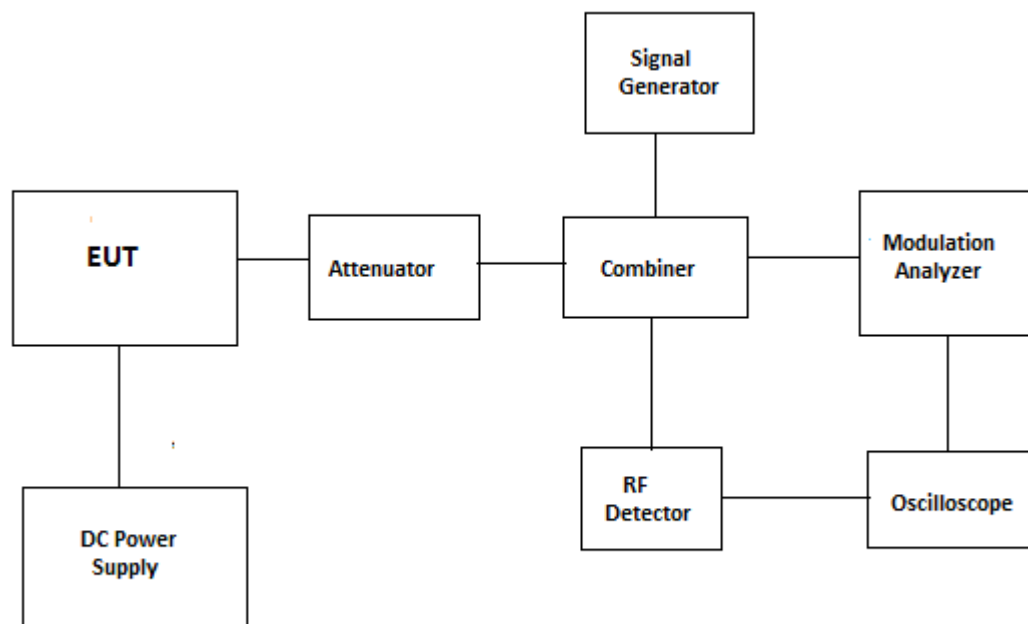 Signal
Generator
EUT
Attenuator
Combiner
Modulation
Analyzer
RF
Detector
Oscilloscope
DC Power
Supply